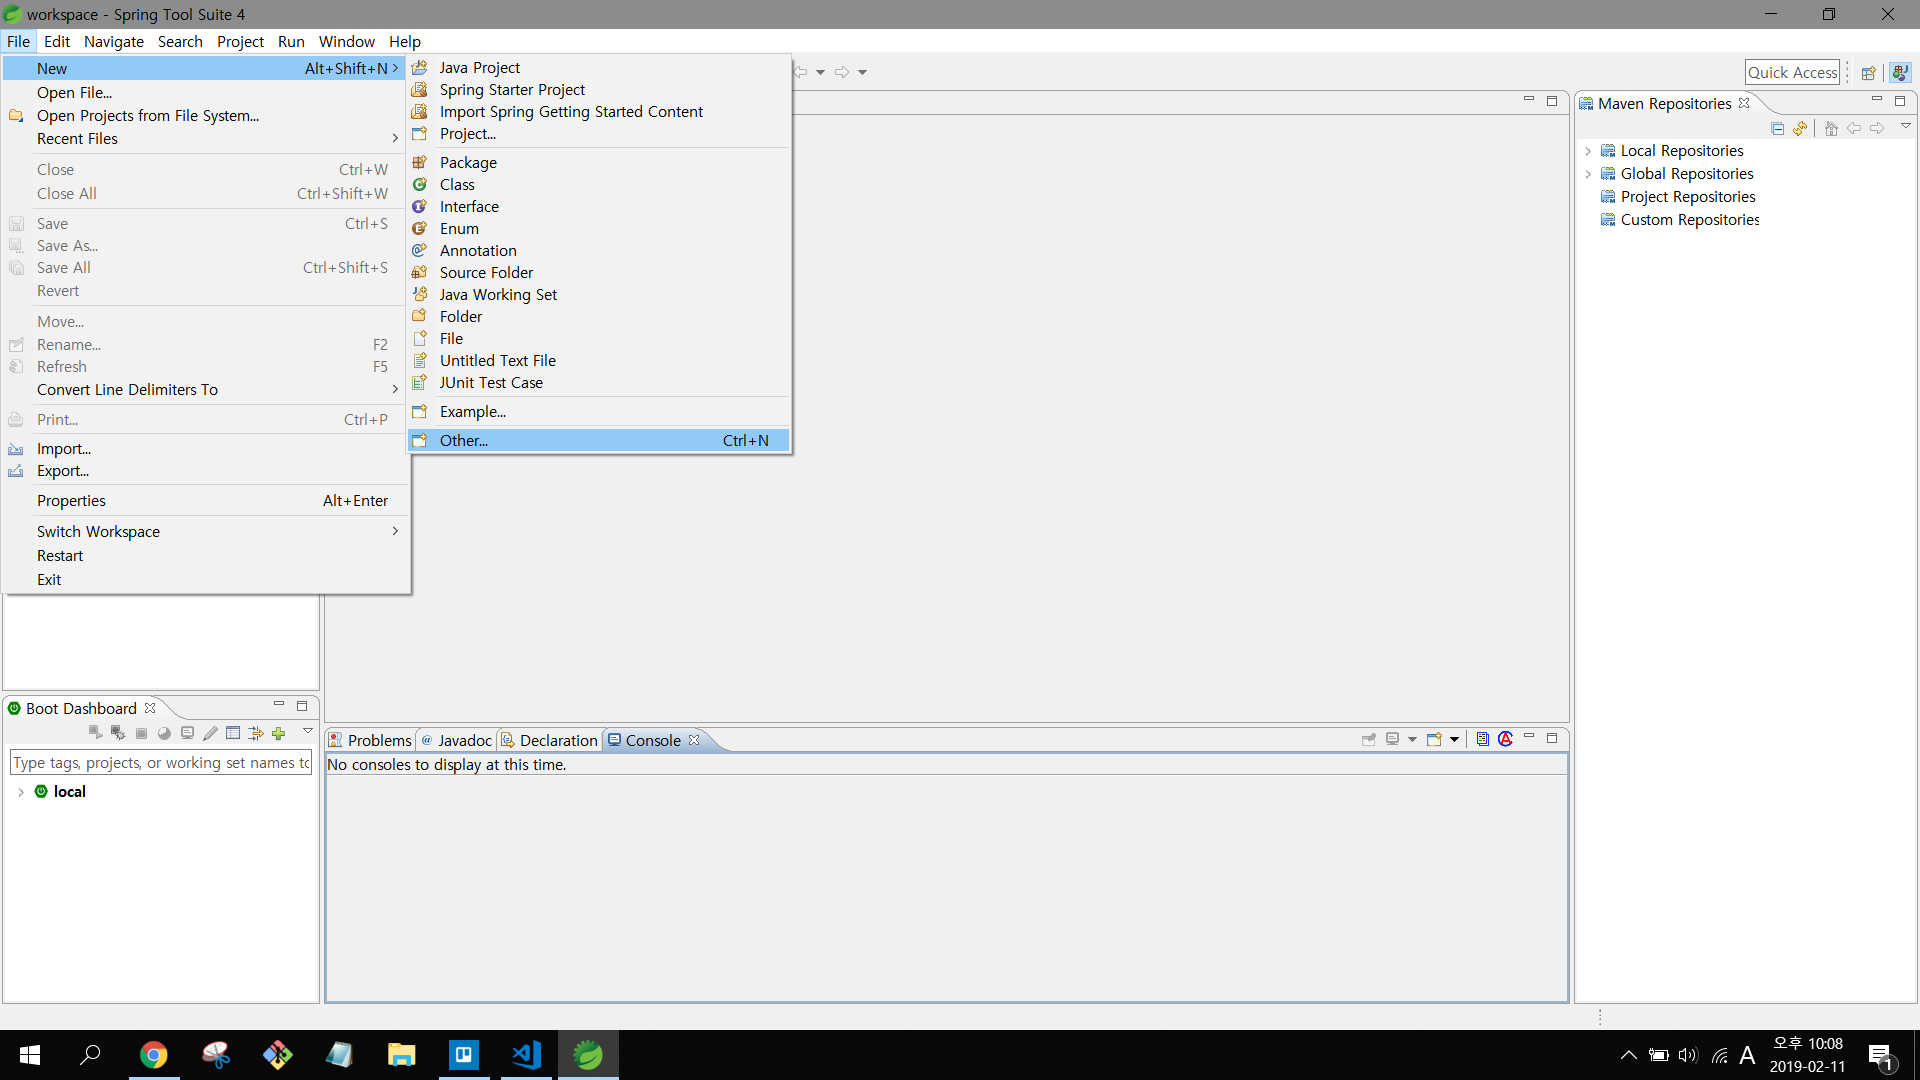 workspace - Spring Tool Suite 4
File Edit Navigate Search Project Run Window Help
New Alt+Shift+N
Open File...
Open Projects from File System...
Recent Files
Close Ctrl+W
Close All Ctrl+Shift+W
Save Ctrl+S
Save As...
Save All Ctrl+Shift+S
Revert
Move...
Rename... F2
Refresh F5
Convert Line Delimiters To
Print... Ctrl+P
Import...
Export...
Properties Alt+Enter
Switch Workspace
Restart
Exit
Java Project
Spring Starter Project
Import Spring Getting Started Content
Project...
Package
Class
Interface
Enum
Annotation
Source Folder
Java Working Set
Folder
File
Untitled Text File
JUnit Test Case
Example...
Other... Ctrl+N
Quick Access
Maven Repositories
Local Repositories
Global Repositories
Project Repositories
Custom Repositories
Boot Dashboard
Type tags, projects, or working set names to
local
Problems Javadoc Declaration Console
No consoles to display at this time.
A
오후 10:08
2019-02-11
1